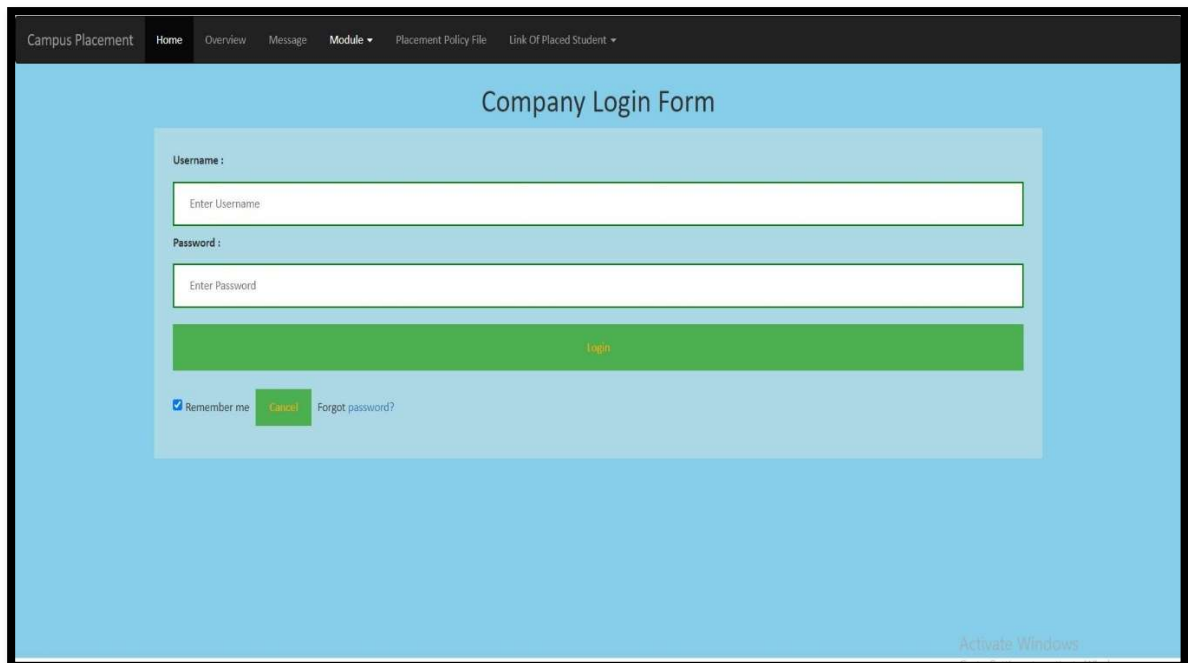 Campus Placement Home Overview Message Module Placement Policy File Link Of Placed Student
Company Login Form
Username :
Enter Username
Password :
Enter Password
Login
Remember me Cancel Forgot password?
Activate Windows